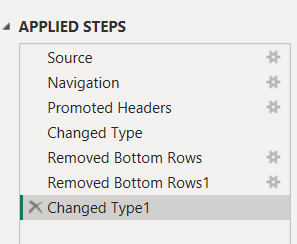 APPLIED STEPS
Source
Navigation
Promoted Headers
Changed Type
Removed Bottom Rows
Removed Bottom Rows1
Changed Type1